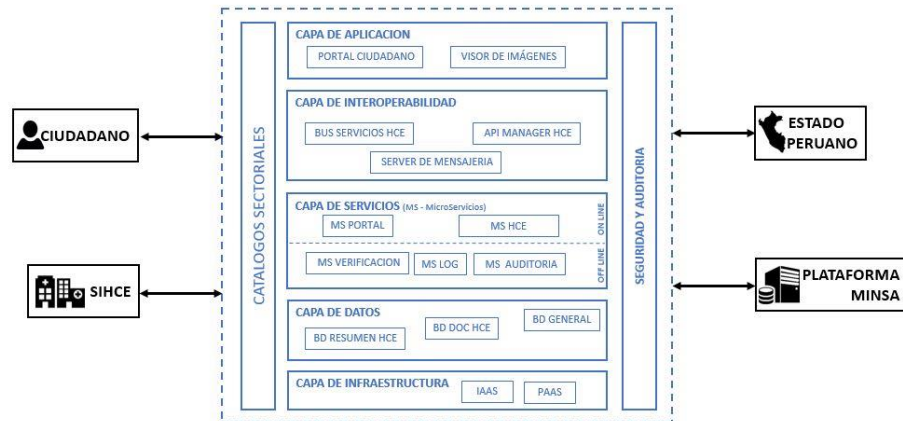 CAPA DE APLICACION
PORTAL CIUDADANO
VISOR DE IMÁGENES
CAPA DE INTEROPERABILIDAD
BUS SERVICIOS HCE
API MANAGER HCE
SERVER DE MENSAJERIA
CAPA DE SERVICIOS (MS - MicroServicios)
MS PORTAL
MS HCE
ON LINE
MS VERIFICACION
MS LOG
MS AUDITORIA
OFF LINE
CAPA DE DATOS
BD RESUMEN HCE
BD DOC HCE
BD GENERAL
CAPA DE INFRAESTRUCTURA
IAAS
PAAS
CATALOGOS SECTORIALES
SEGURIDAD Y AUDITORIA
CIUDADANO
SIHCE
ESTADO
PERUANO
PLATAFORMA
MINSA